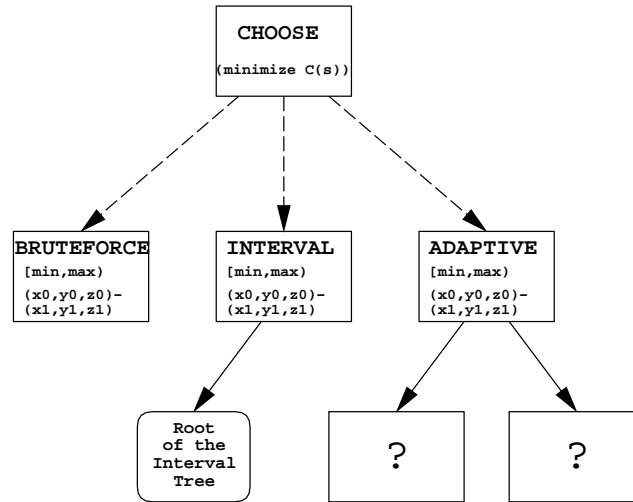 CHOOSE
(minimize C(s))
BRUTEFORCE
[min,max)
(x0,y0,z0)-
(x1,y1,z1)
INTERVAL
[min,max)
(x0,y0,z0)-
(x1,y1,z1)
ADAPTIVE
[min,max)
(x0,y0,z0)-
(x1,y1,z1)
Root
of the
Interval
Tree
?
?